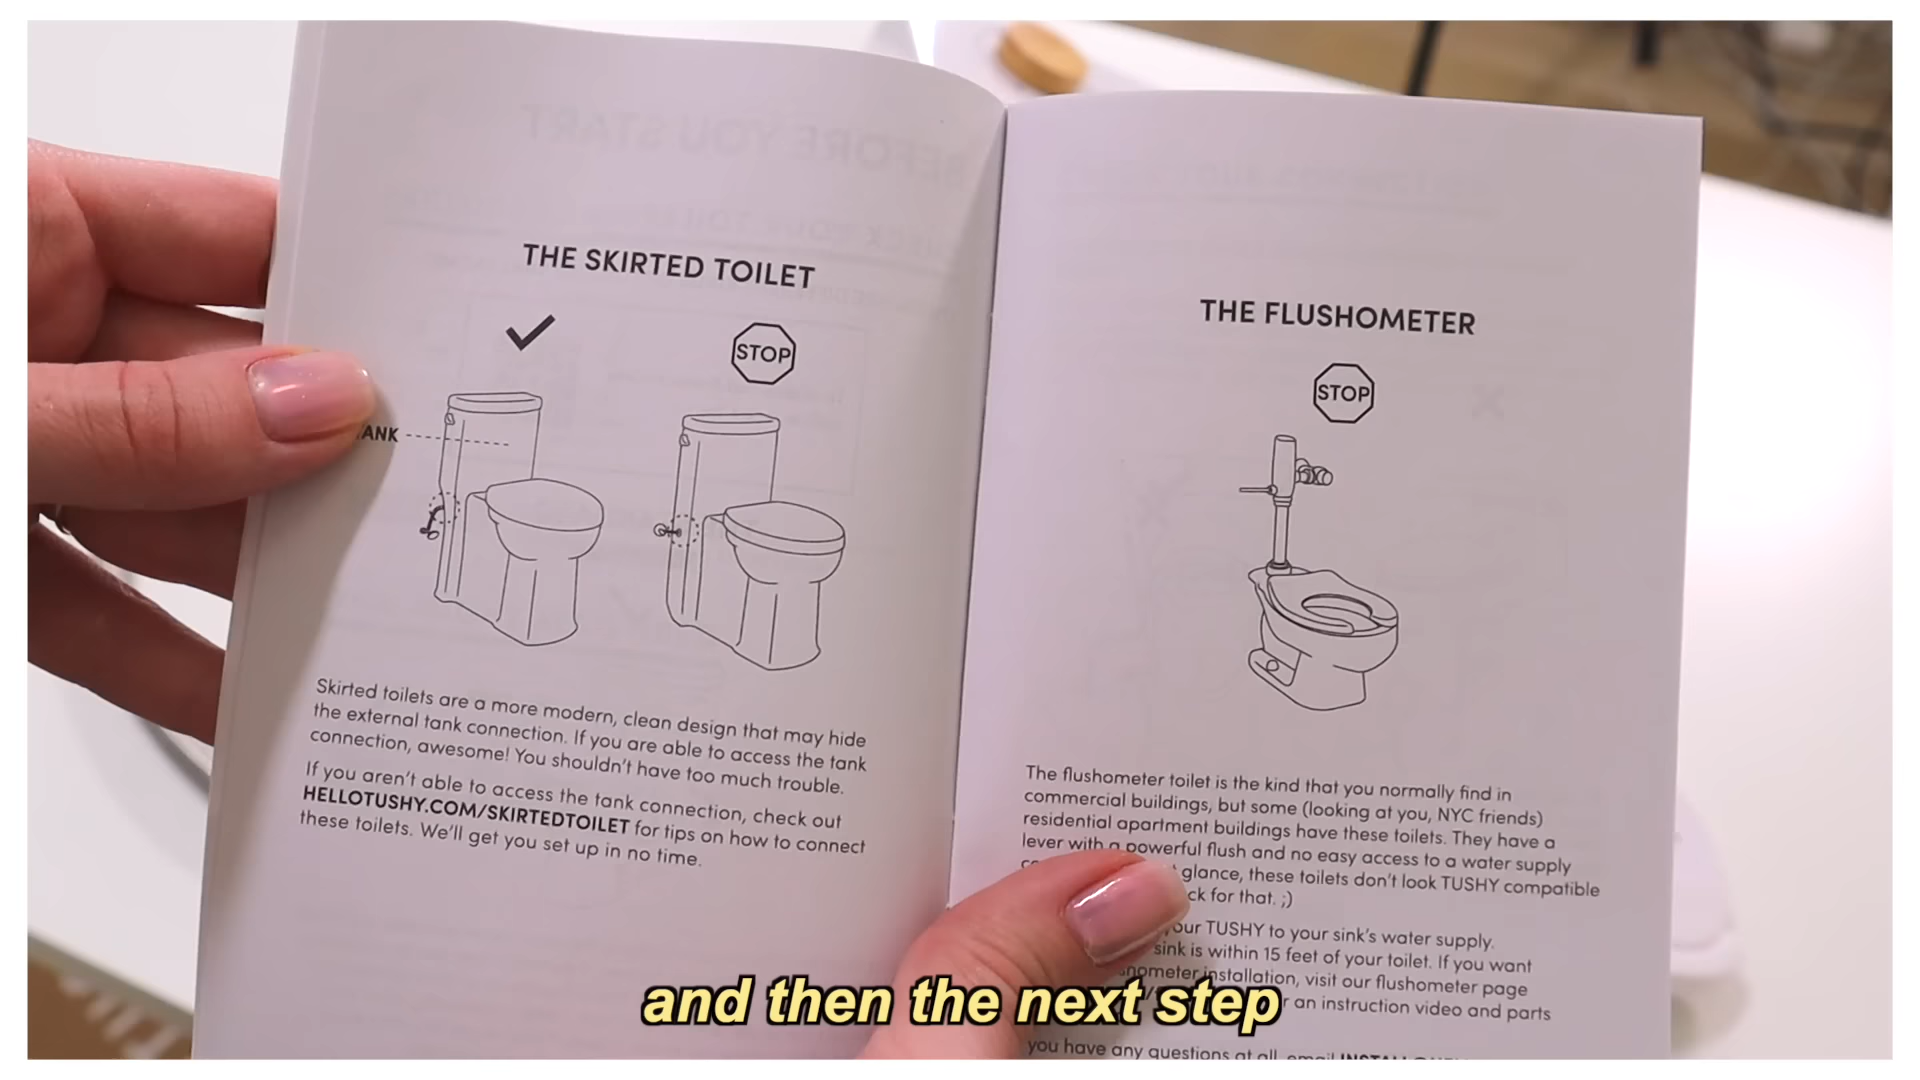 THE SKIRTED TOILET
STOP
ANK
Skirted toilets are a more modern, clean design that may hide
the external tank connection. If you are able to access the tank
connection, awesome! You shouldn't have too much trouble.
If you aren't able to access the tank connection, check out
HELLOTUSHY.COM/SKIRTEDTOILET for tips on how to connect
these toilets. We'll get you set up in no time.
THE FLUSHOMETER
STOP
The flushometer toilet is the kind that you normally find in
commercial buildings, but some (looking at you, NYC friends)
residential apartment buildings have these toilets. They have a
lever with a powerful flush and no easy access to a water supply
glance, these toilets don't look TUSHY compatible
ck for that. ;)
our TUSHY to your sink's water supply.
sink is within 15 feet of your toilet. If you want
installation, visit our flushometer page
an instruction video and parts
you have any questions at all, email
and then the next step